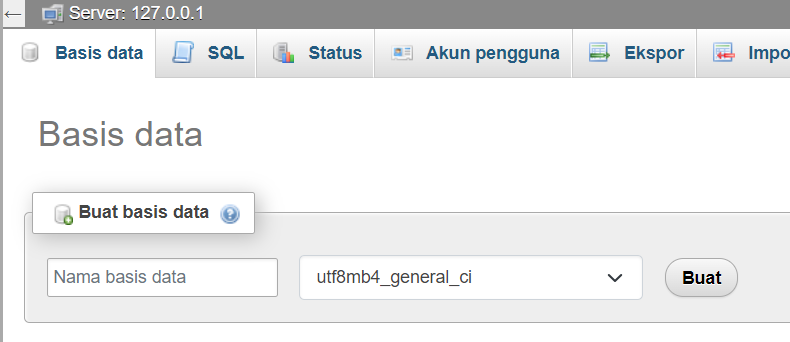 Server: 127.0.0.1
Basis data SQL Status Akun pengguna Ekspor
Basis data
Buat basis data
Nama basis data utf8mb4_general_ci Buat